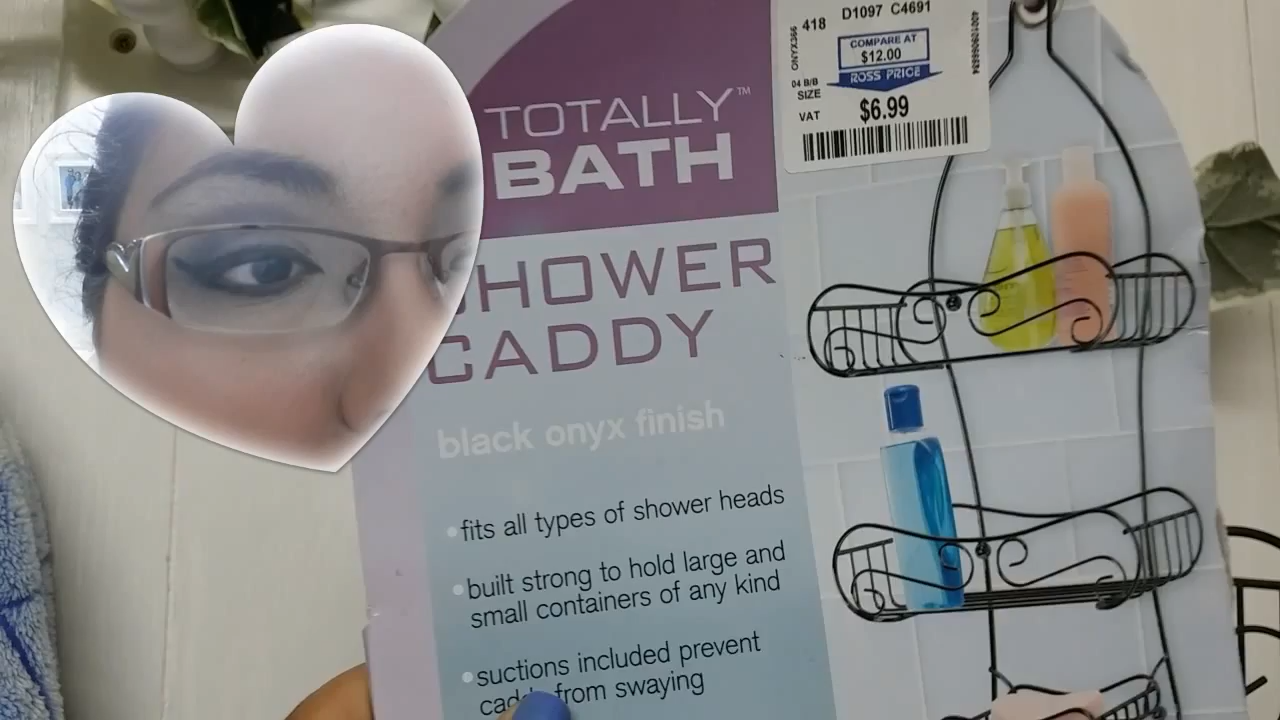 TOTALLY™
BATH
SHOWER
CADDY
black onyx finish
•fits all types of shower heads
•built strong to hold large and
small containers of any kind
•suctions included prevent
caddy from swaying
418 D1097 C4691
COMPARE AT
$12.00
ROSS PRICE
04 B/B
SIZE
VAT
$6.99
ONYX366